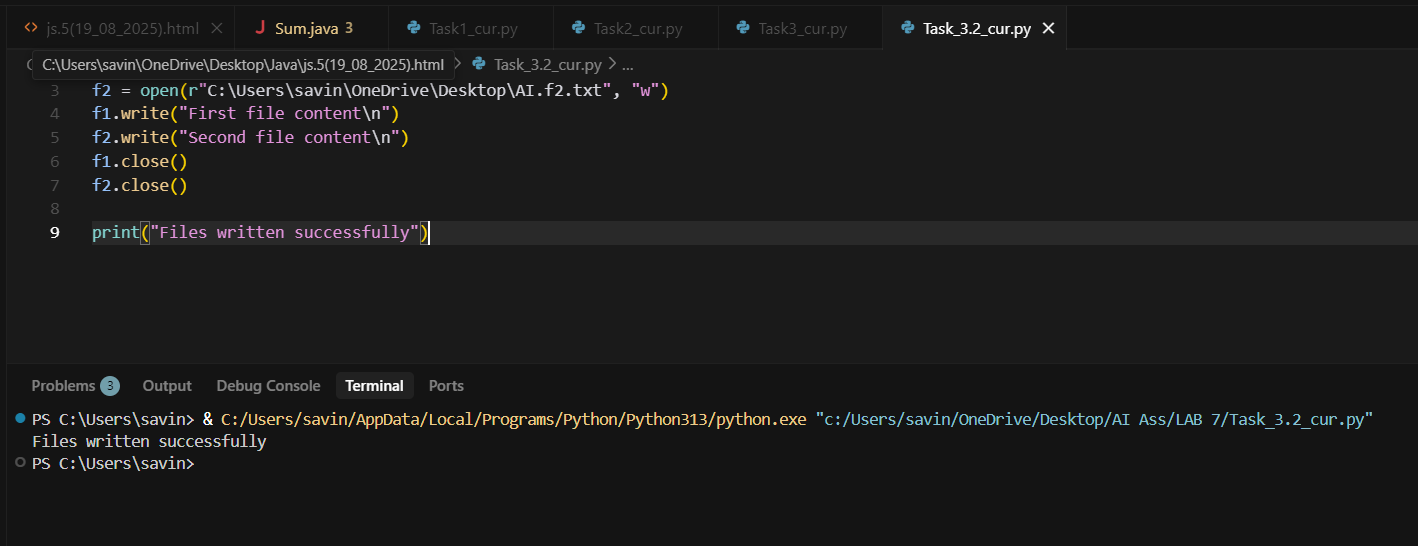 js.5(19_08_2025).html
Sum.java 3
Task1_cur.py
Task2_cur.py
Task3_cur.py
Task_3.2_cur.py
C:\Users\savin\OneDrive\Desktop\Java\js.5(19_08_2025).html
Task_3.2_cur.py > ...
3 f2 = open(r"C:\Users\savin\OneDrive\Desktop\AI.f2.txt", "w")
4 f1.write("First file content\n")
5 f2.write("Second file content\n")
6 f1.close()
7 f2.close()
8
9 print("Files written successfully")
Problems 3 Output Debug Console Terminal Ports
PS C:\Users\savin> & C:/Users/savin/AppData/Local/Programs/Python/Python313/python.exe "c:/Users/savin/OneDrive/Desktop/AI Ass/LAB 7/Task_3.2_cur.py"
Files written successfully
PS C:\Users\savin>